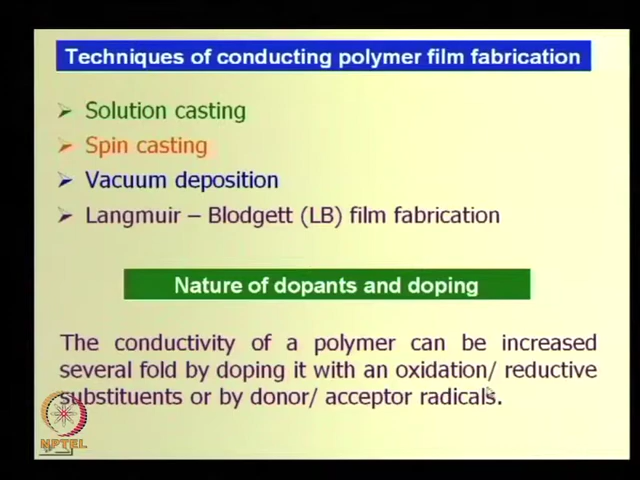 Techniques of conducting polymer film fabrication
Solution casting
Spin casting
Vacuum deposition
Langmuir – Blodgett (LB) film fabrication
Nature of dopants and doping
The conductivity of a polymer can be increased
several fold by doping it with an oxidation/ reductive
substituents or by donor/ acceptor radicals.
NPTEL